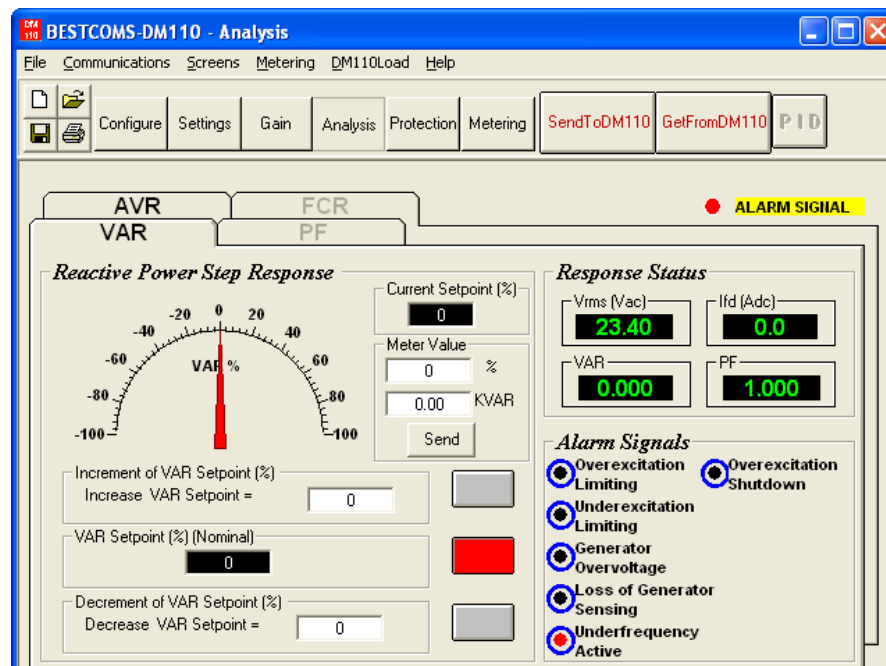 DM 110 BESTCOMS-DM110 - Analysis
File Communications Screens Metering DM110Load Help
Configure Settings Gain Analysis Protection Metering SendToDM110 GetFromDM110 PID
AVR FCR
ALARM SIGNAL
VAR PF
Reactive Power Step Response
-100 -80 -60 -40 -20 0 20 40 60 80 100
VAR %
Current Setpoint (%)
0
Meter Value
0 %
0.00 KVAR
Send
Increment of VAR Setpoint (%)
Increase VAR Setpoint = 0
VAR Setpoint (%) (Nominal)
0
Decrement of VAR Setpoint (%)
Decrease VAR Setpoint = 0
Response Status
Vrms (Vac) Ifd (Adc)
23.40 0.0
VAR PF
0.000 1.000
Alarm Signals
Overexcitation
Limiting
Overexcitation
Shutdown
Underexcitation
Limiting
Generator
Overvoltage
Loss of Generator
Sensing
Underfrequency
Active